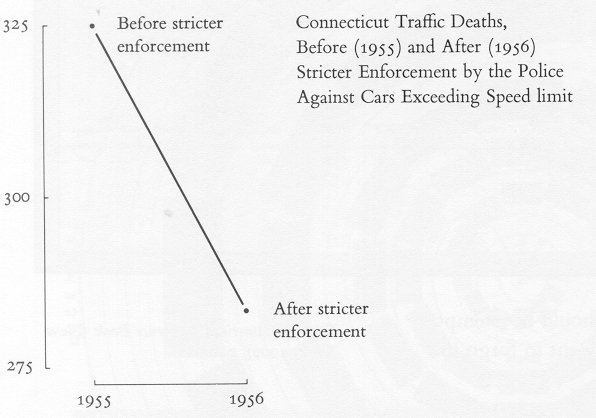 Connecticut Traffic Deaths,
Before (1955) and After (1956)
Stricter Enforcement by the Police
Against Cars Exceeding Speed limit
325
Before stricter
enforcement
300
After stricter
enforcement
275
1955 1956